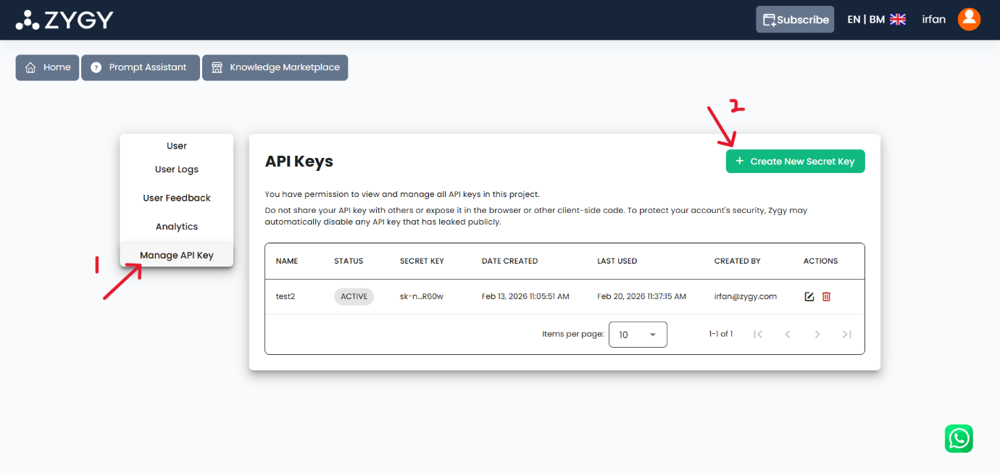 ZYGY
Subscribe
EN | BM
irfan
Home
Prompt Assistant
Knowledge Marketplace
2
User
User Logs
User Feedback
Analytics
Manage API Key
1
API Keys
+ Create New Secret Key
You have permission to view and manage all API keys in this project.
Do not share your API key with others or expose it in the browser or other client-side code. To protect your account's security, Zygy may
automatically disable any API key that has leaked publicly.
NAME STATUS SECRET KEY DATE CREATED LAST USED CREATED BY ACTIONS
test2 ACTIVE sk-n...R60w Feb 13, 2026 11:05:51 AM Feb 20, 2026 11:37:15 AM irfan@zygy.com
Items per page: 10 1-1 of 1